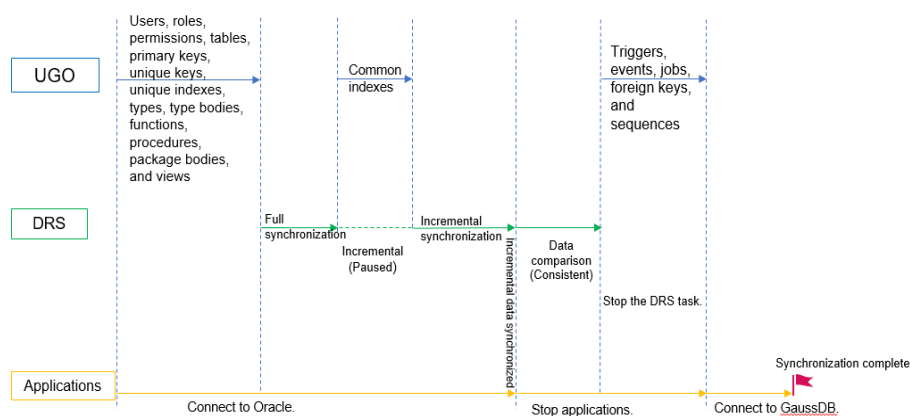 Users, roles,
permissions, tables,
primary keys,
unique keys,
unique indexes,
types, type bodies,
functions,
procedures,
package bodies,
and views
UGO
Common
indexes
Triggers,
events, jobs,
foreign keys,
and
sequences
DRS
Full
synchronization
Incremental
(Paused)
Incremental
synchronization
Incremental data synchronized
Data
comparison
(Consistent)
Stop the DRS task.
Synchronization complete
Applications
Connect to Oracle.
Stop applications.
Connect to GaussDB.